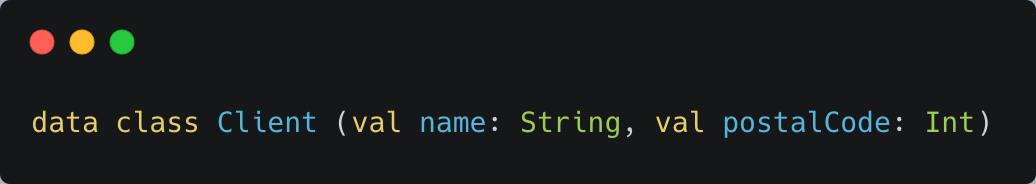 data class Client (val name: String, val postalCode: Int)